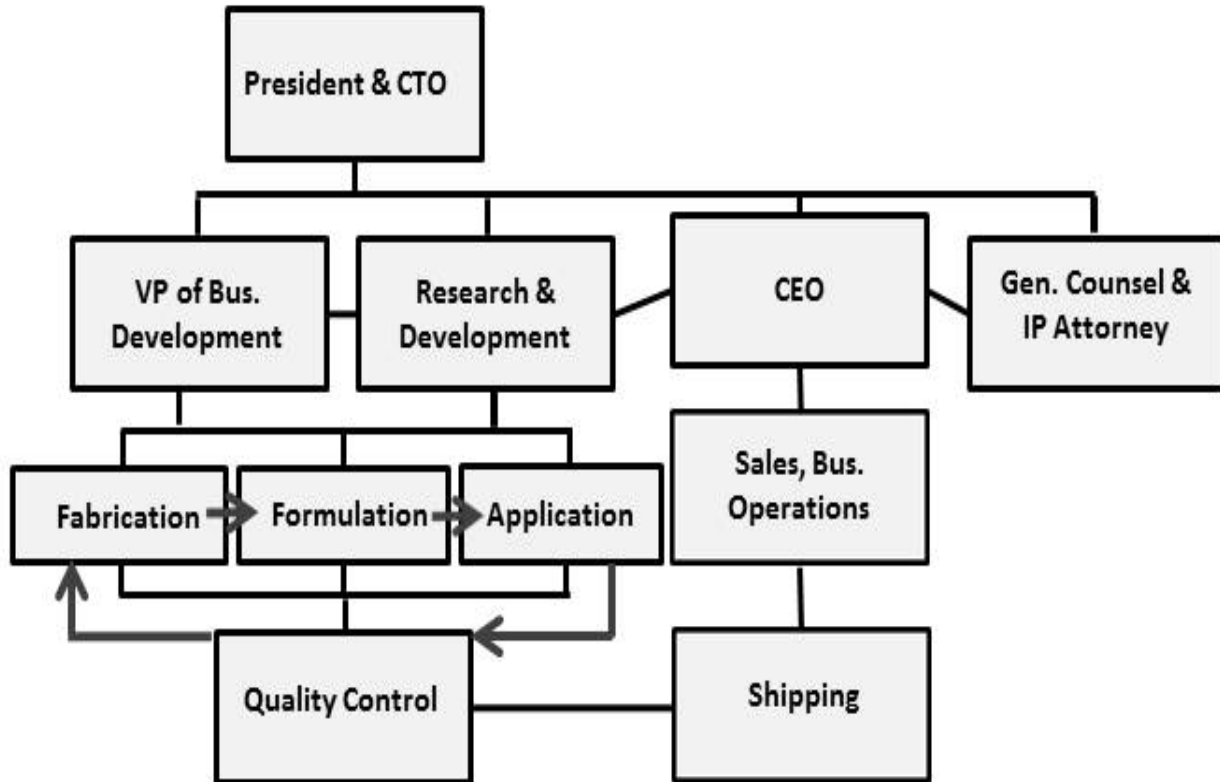 President & CTO
VP of Bus.
Development
Research &
Development
CEO
Gen. Counsel &
IP Attorney
Fabrication
Formulation
Application
Sales, Bus.
Operations
Quality Control
Shipping